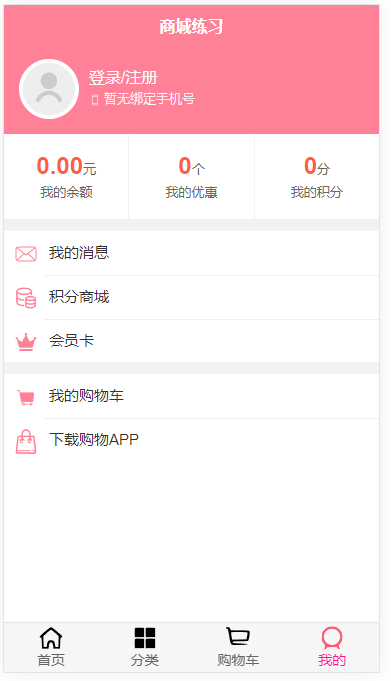 商城练习
登录/注册
暂无绑定手机号
0.00元 0个 0分
我的余额 我的优惠 我的积分
我的消息
积分商城
会员卡
我的购物车
下载购物APP
首页 分类 购物车 我的